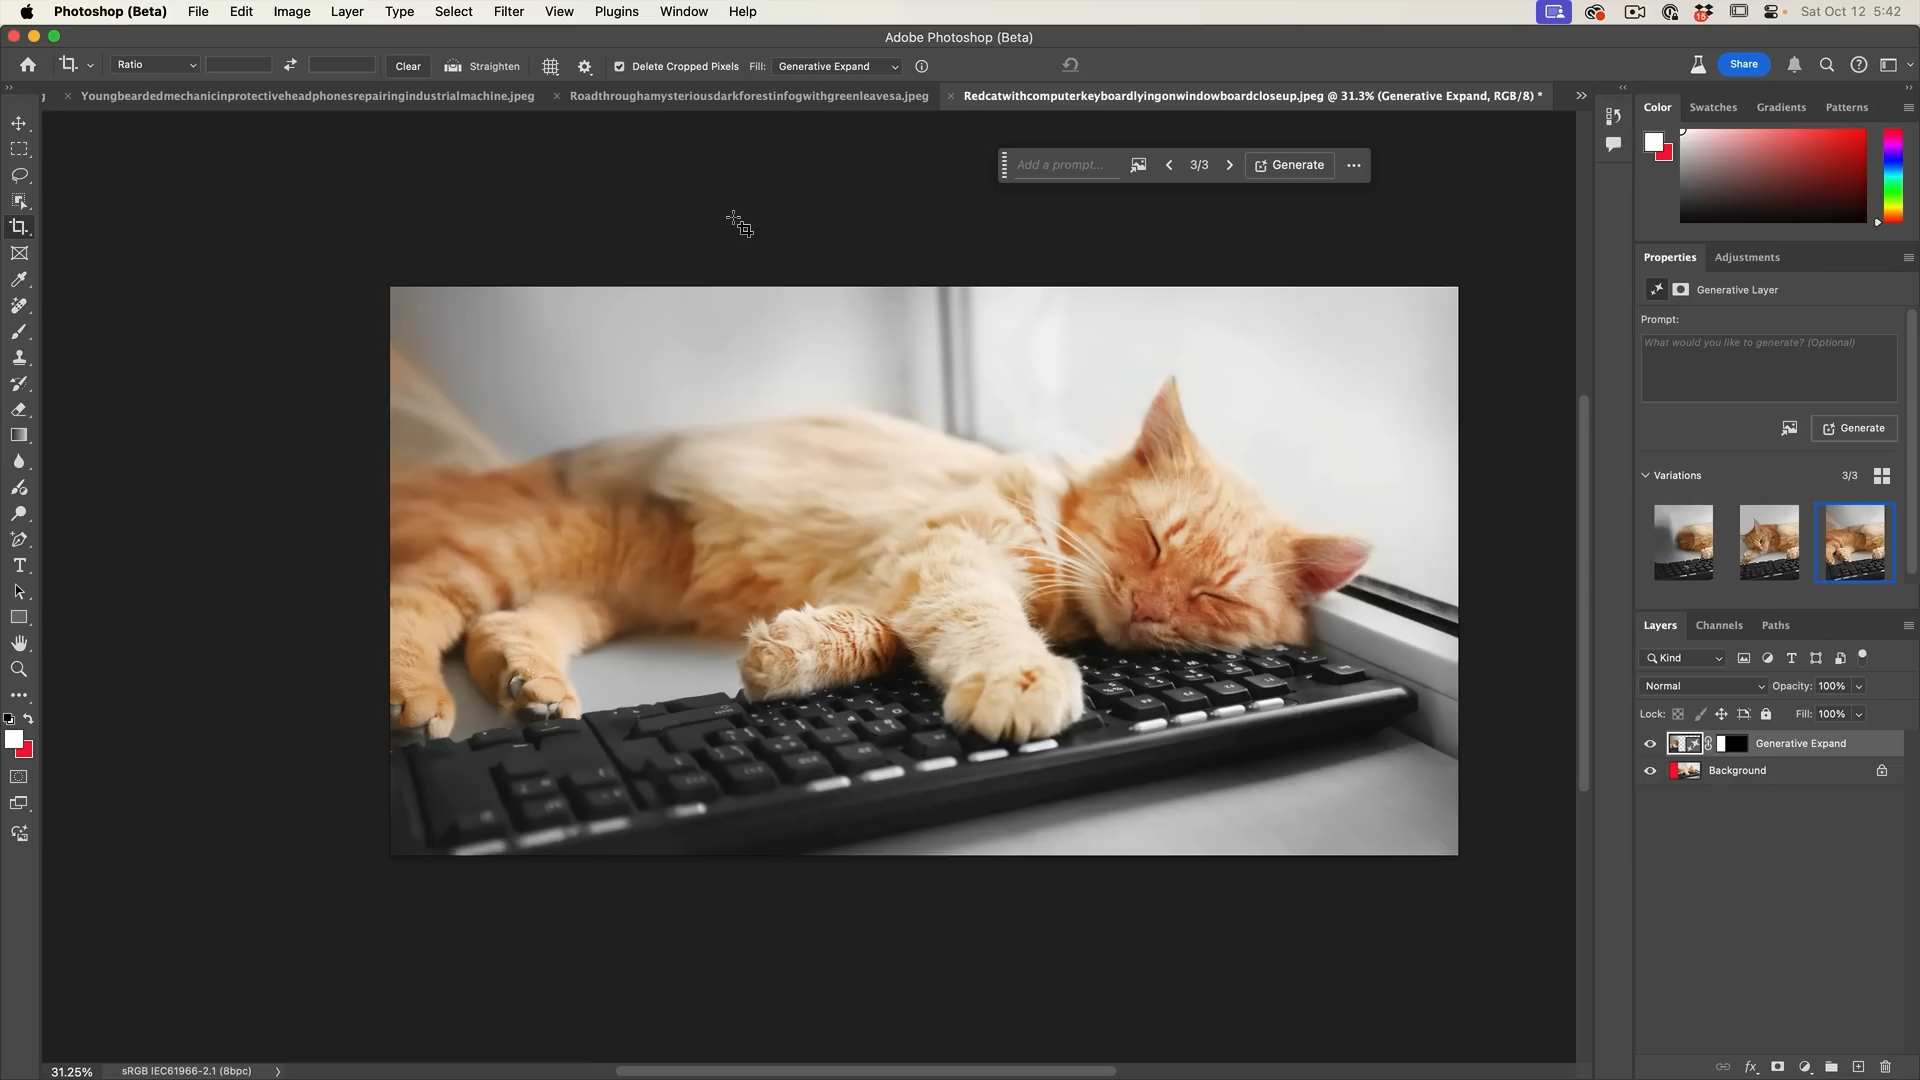 Photoshop (Beta) File Edit Image Layer Type Select Filter View Plugins Window Help
15
Sat Oct 12 5:42
Adobe Photoshop (Beta)
Ratio Clear Straighten Delete Cropped Pixels Fill: Generative Expand Share
Youngbeardedmechanicinprotectiveheadphonesrepairingindustrialmachine.jpeg Roadthroughamysteriousdarkforestinfogwithgreenleavesa.jpeg Redcatwithcomputerkeyboardlyingonwindowboardcloseup.jpeg @ 31.3% (Generative Expand, RGB/8) *
Add a prompt... 3/3 Generate
Color Swatches Gradients Patterns
Properties Adjustments
Generative Layer
Prompt:
What would you like to generate? (Optional)
Generate
Variations 3/3
Layers Channels Paths
Kind
Normal Opacity: 100%
Lock: Fill: 100%
Generative Expand
Background
31.25% sRGB IEC61966-2.1 (8bpc)